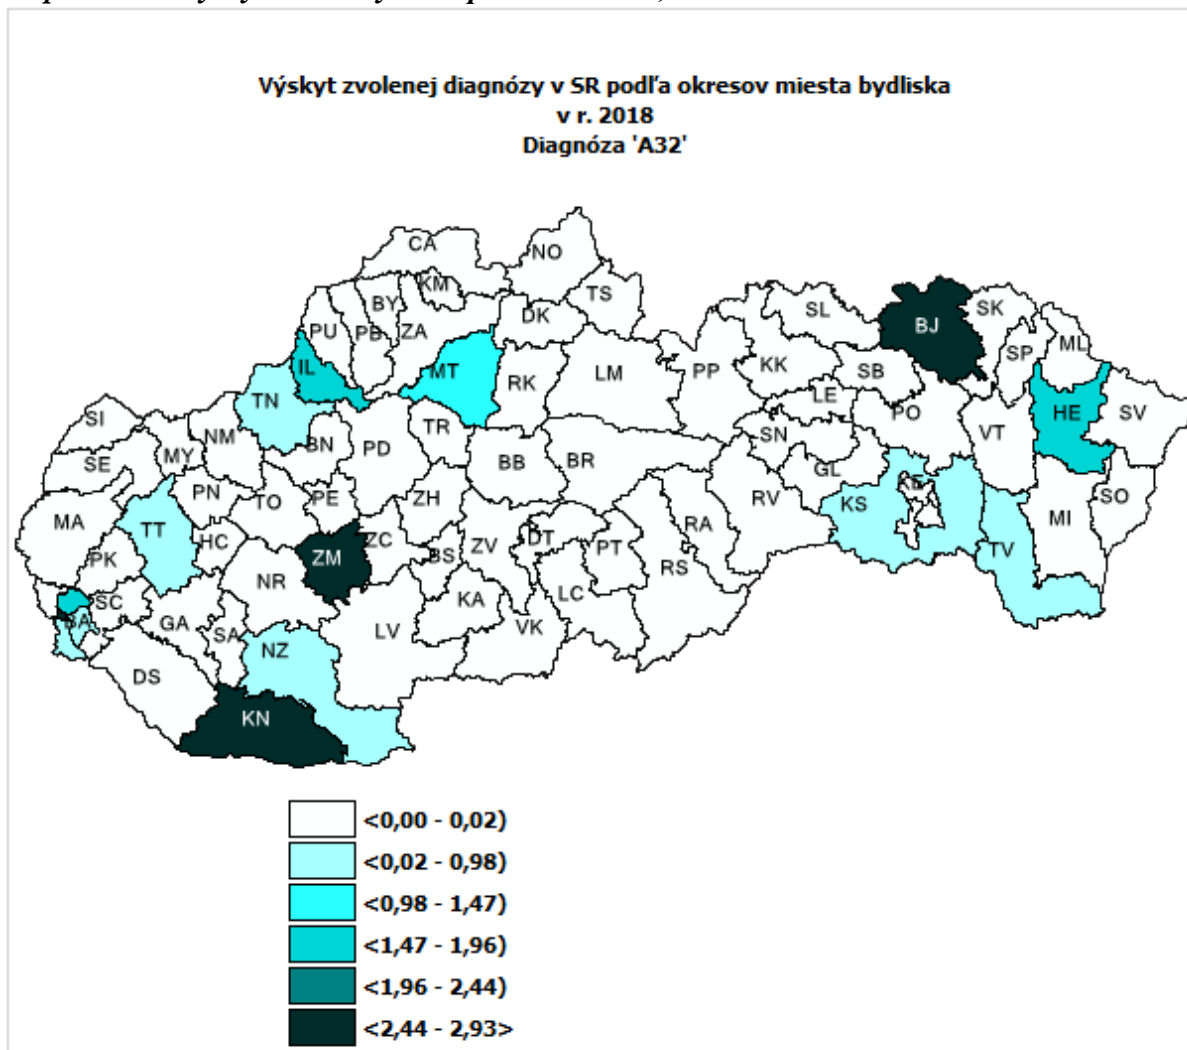 Výskyt zvolenej diagnózy v SR podľa okresov miesta bydliska
v r. 2018
Diagnóza 'A32'
CA
NO
KM
TS
BY
SL
SK
PU
PB
ZA
DK
BJ
ML
SP
IL
MT
RK
LM
PP
KK
SB
TN
LE
HE
SV
SI
NM
BN
TR
SN
PO
VT
MY
PD
BB
BR
SE
GL
PN
TO
PE
ZH
RV
KS
KE
SO
MA
TT
HC
ZM
ZC
BS
ZV
DT
PT
RA
MI
TV
PK
NR
RS
SC
KA
LC
BA
GA
SA
LV
VK
NZ
DS
KN
<0,00 - 0,02)
<0,02 - 0,98)
<0,98 - 1,47)
<1,47 - 1,96)
<1,96 - 2,44)
<2,44 - 2,93>